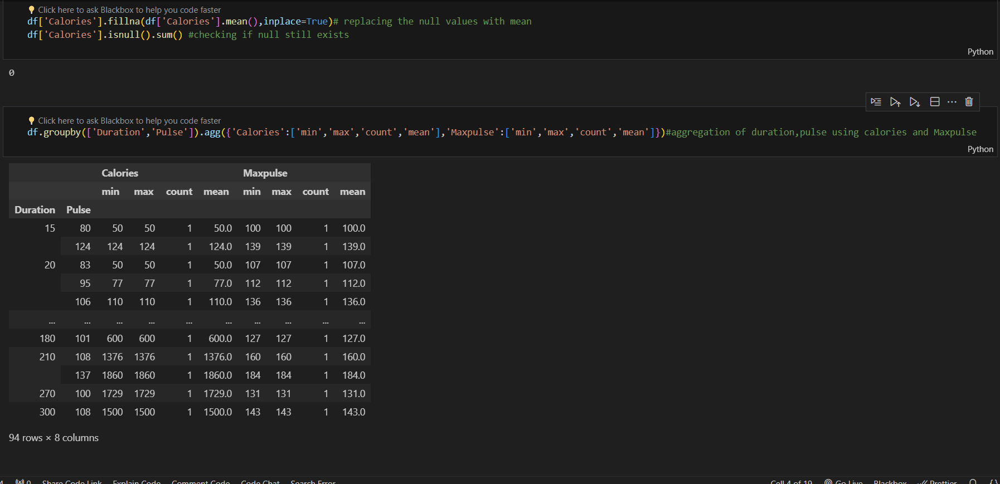 Click here to ask Blackbox to help you code faster
df['Calories'].fillna(df['Calories'].mean(),inplace=True)# replacing the null values with mean
df['Calories'].isnull().sum() #checking if null still exists
Python
0
Click here to ask Blackbox to help you code faster
df.groupby(['Duration','Pulse']).agg({'Calories':['min','max','count','mean'],'Maxpulse':['min','max','count','mean']})#aggregation of duration,pulse using calories and Maxpulse
Python
Calories Maxpulse
min max count mean min max count mean
Duration Pulse
15 80 50 50 1 50.0 100 100 1 100.0
124 124 124 1 124.0 139 139 1 139.0
20 83 50 50 1 50.0 107 107 1 107.0
95 77 77 1 77.0 112 112 1 112.0
106 110 110 1 110.0 136 136 1 136.0
... ... ... ... ... ... ... ... ... ...
180 101 600 600 1 600.0 127 127 1 127.0
210 108 1376 1376 1 1376.0 160 160 1 160.0
137 1860 1860 1 1860.0 184 184 1 184.0
270 100 1729 1729 1 1729.0 131 131 1 131.0
300 108 1500 1500 1 1500.0 143 143 1 143.0
94 rows × 8 columns
4 0 Share Code Link Explain Code Comment Code Code Chat Search Error Cell 4 of 19 Go Live Blackbox Prettier